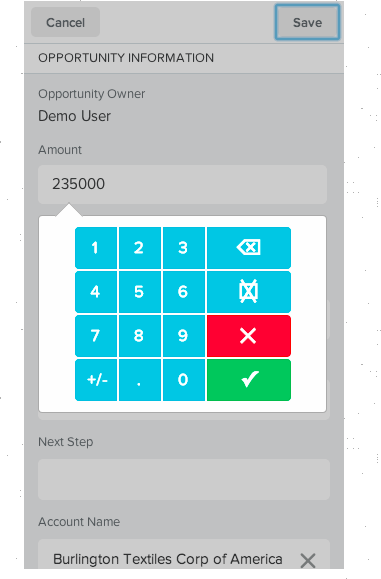 Cancel Save
OPPORTUNITY INFORMATION
Opportunity Owner
Demo User
Amount
235000
1 2 3
4 5 6
7 8 9
+/- . 0
Next Step
Account Name
Burlington Textiles Corp of America